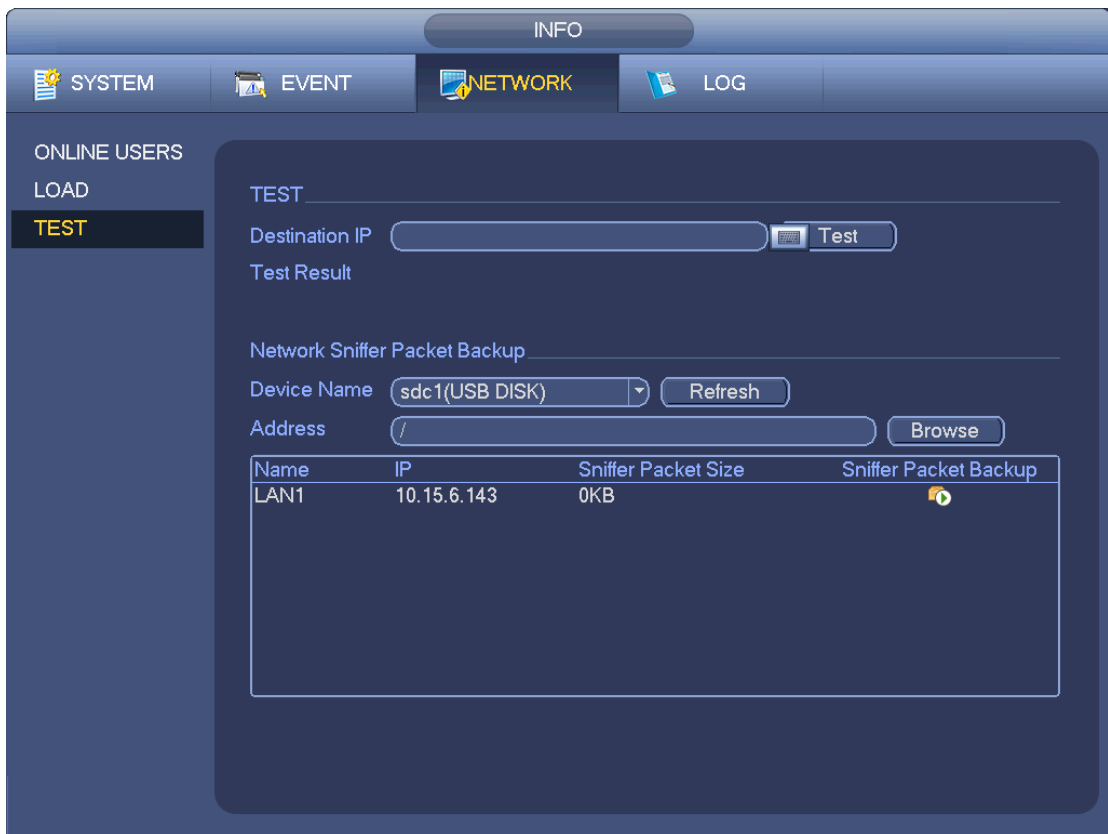 INFO
SYSTEM EVENT NETWORK LOG
ONLINE USERS
LOAD
TEST
TEST
Destination IP Test
Test Result
Network Sniffer Packet Backup
Device Name sdc1(USB DISK) Refresh
Address / Browse
Name IP Sniffer Packet Size Sniffer Packet Backup
LAN1 10.15.6.143 0KB